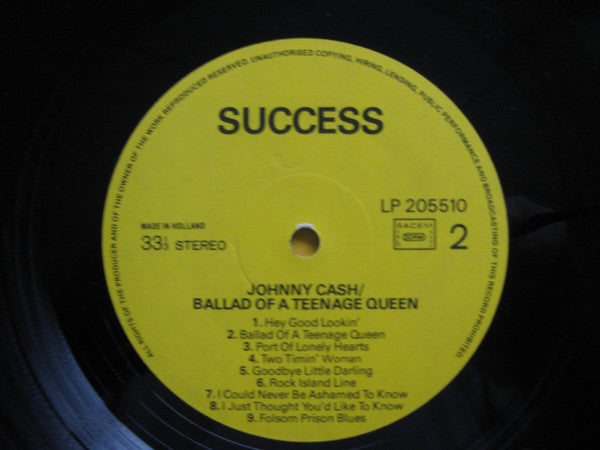 ALL RIGHTS OF THE PRODUCER AND OF THE OWNER OF THE WORK REPRODUCED RESERVED. UNAUTHORISED COPYING, HIRING, LENDING, PUBLIC PERFORMANCE AND BROADCASTING OF THIS RECORD PROHIBITED.
SUCCESS
LP 205510
MADE IN HOLLAND
33⅓ STEREO
SACEM
2
JOHNNY CASH/
BALLAD OF A TEENAGE QUEEN
1. Hey Good Lookin'
2. Ballad Of A Teenage Queen
3. Port Of Lonely Hearts
4. Two Timin' Woman
5. Goodbye Little Darling
6. Rock Island Line
7. I Could Never Be Ashamed To Know
8. I Just Thought You'd Like To Know
9. Folsom Prison Blues